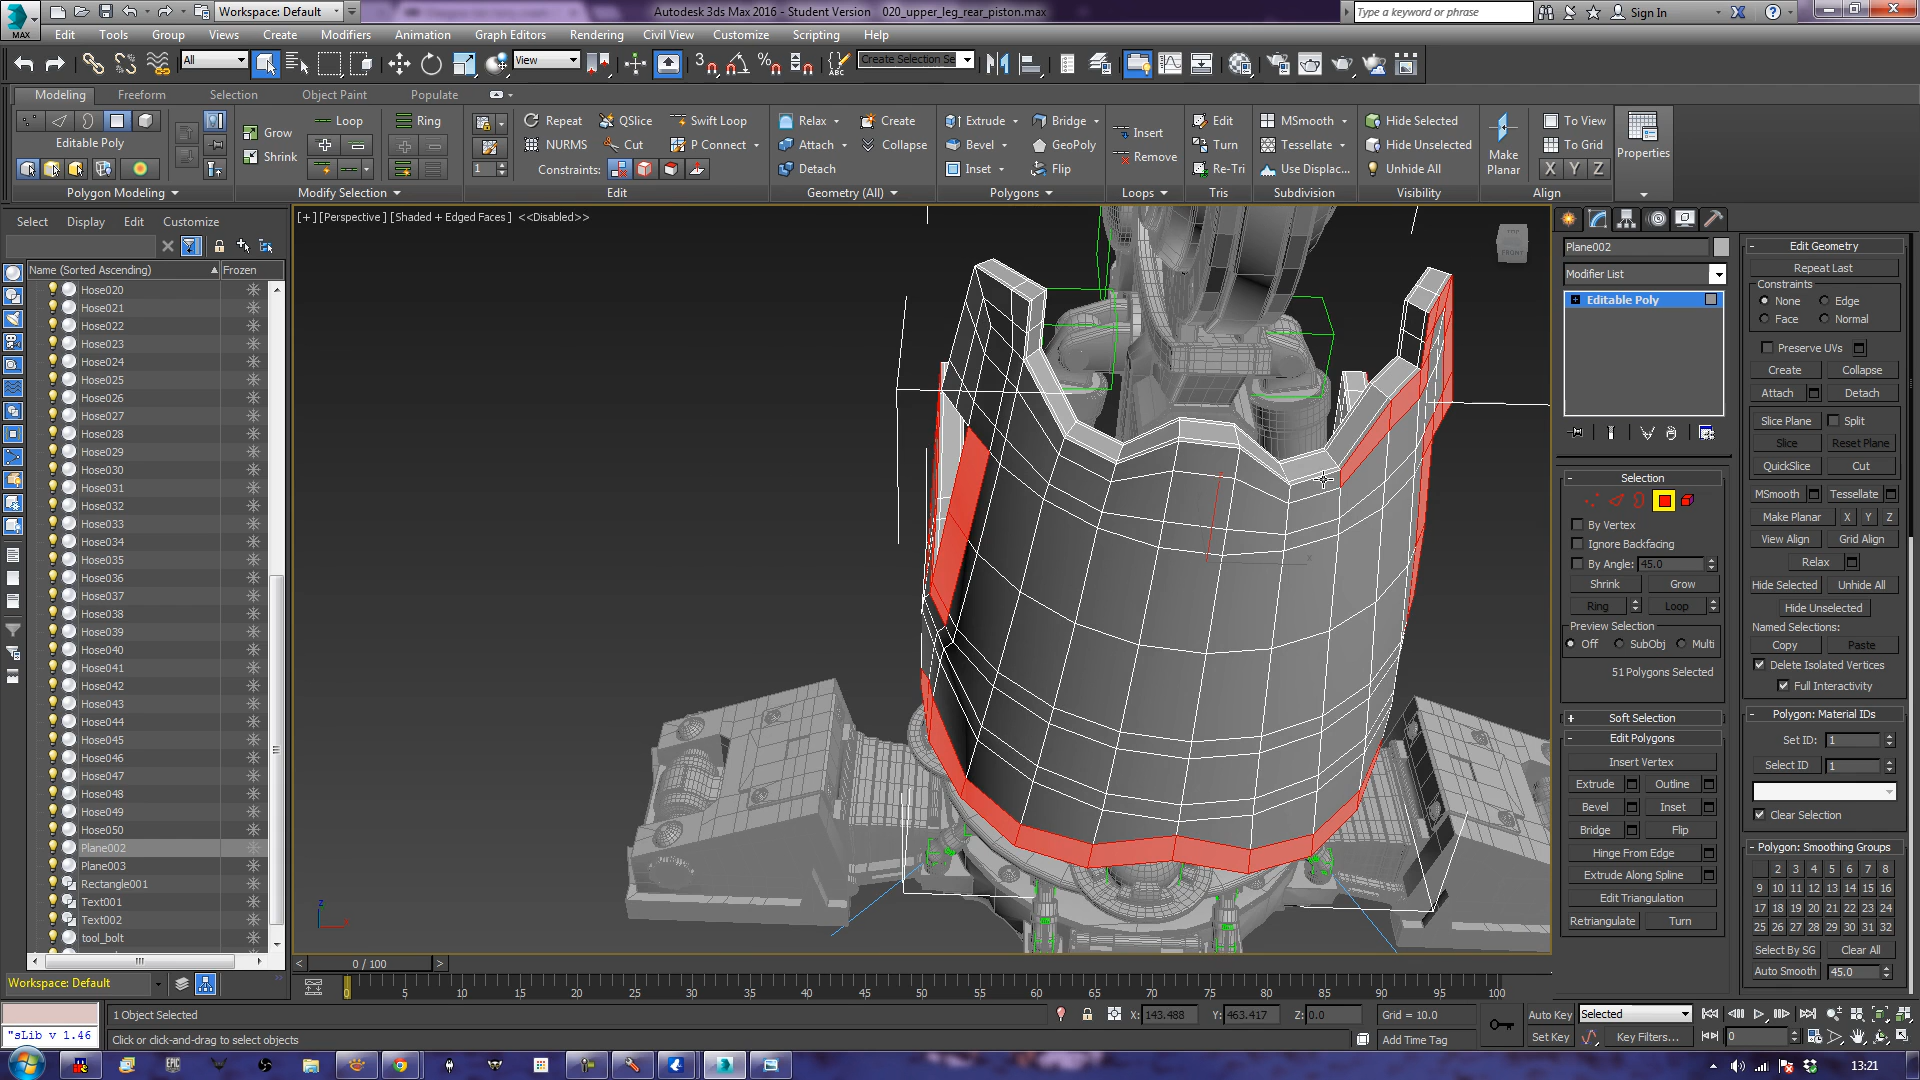 Workspace: Default
Autodesk 3ds Max 2016 - Student Version 020_upper_leg_rear_piston.max
Type a keyword or phrase
Sign In
MAX
Edit Tools Group Views Create Modifiers Animation Graph Editors Rendering Civil View Customize Scripting Help
All
View
Create Selection Se
Modeling Freeform Selection Object Paint Populate
Loop Ring Repeat QSlice Swift Loop Relax Create Extrude Bridge Insert Edit MSmooth Hide Selected To View
Grow
Editable Poly NURMS Cut P Connect Attach Collapse Bevel GeoPoly Turn Tessellate Hide Unselected To Grid
Shrink Remove Make Planar Properties
1 Constraints: Detach Inset Flip Re-Tri Use Displac... Unhide All X Y Z
Polygon Modeling Modify Selection Edit Geometry (All) Polygons Loops Tris Subdivision Visibility Align
Select Display Edit Customize
Name (Sorted Ascending) Frozen
Hose020
Hose021
Hose022
Hose023
Hose024
Hose025
Hose026
Hose027
Hose028
Hose029
Hose030
Hose031
Hose032
Hose033
Hose034
Hose035
Hose036
Hose037
Hose038
Hose039
Hose040
Hose041
Hose042
Hose043
Hose044
Hose045
Hose046
Hose047
Hose048
Hose049
Hose050
Plane002
Plane003
Rectangle001
Text001
Text002
tool_bolt
Workspace: Default
[+] [Perspective] [Shaded + Edged Faces] <<Disabled>>
TOP
FRONT
z
x
Plane002
Modifier List
Editable Poly
Selection
By Vertex
Ignore Backfacing
By Angle: 45.0
Shrink Grow
Ring Loop
Preview Selection
Off SubObj Multi
51 Polygons Selected
Soft Selection
Edit Polygons
Insert Vertex
Extrude Outline
Bevel Inset
Bridge Flip
Hinge From Edge
Extrude Along Spline
Edit Triangulation
Retriangulate Turn
Edit Geometry
Repeat Last
Constraints
None Edge
Face Normal
Preserve UVs
Create Collapse
Attach Detach
Slice Plane Split
Slice Reset Plane
QuickSlice Cut
MSmooth Tessellate
Make Planar X Y Z
View Align Grid Align
Relax
Hide Selected Unhide All
Hide Unselected
Named Selections:
Copy Paste
Delete Isolated Vertices
Full Interactivity
Polygon: Material IDs
Set ID: 1
Select ID 1
Clear Selection
Polygon: Smoothing Groups
2 3 4 5 6 7 8
9 10 11 12 13 14 15 16
17 18 19 20 21 22 23 24
25 26 27 28 29 30 31 32
Select By SG Clear All
Auto Smooth 45.0
0 / 100
0 5 10 15 20 25 30 35 40 45 50 55 60 65 70 75 80 85 90 95 100
1 Object Selected X: 143.488 Y: 463.417 Z: 0.0 Grid = 10.0 Auto Key Selected
"sLib v 1.46 Click or click-and-drag to select objects Add Time Tag Set Key Key Filters... 0
EPIC
13:21